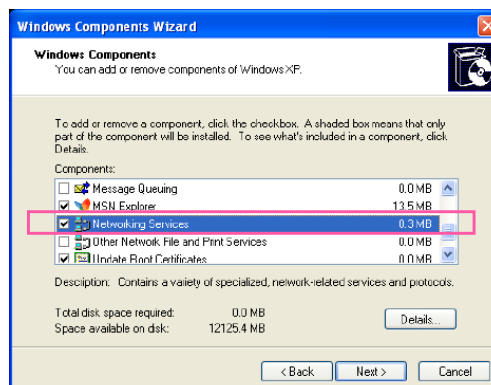 Windows Components Wizard
Windows Components
You can add or remove components of Windows XP.
To add or remove a component, click the checkbox. A shaded box means that only
part of the component will be installed. To see what's included in a component, click
Details.
Components:
Message Queuing 0.0 MB
MSN Explorer 13.5 MB
Networking Services 0.3 MB
Other Network File and Print Services 0.0 MB
Update Root Certificates 0.0 MB
Description: Contains a variety of specialized, network-related services and protocols.
Total disk space required: 0.0 MB
Space available on disk: 12125.4 MB
Details...
< Back Next > Cancel